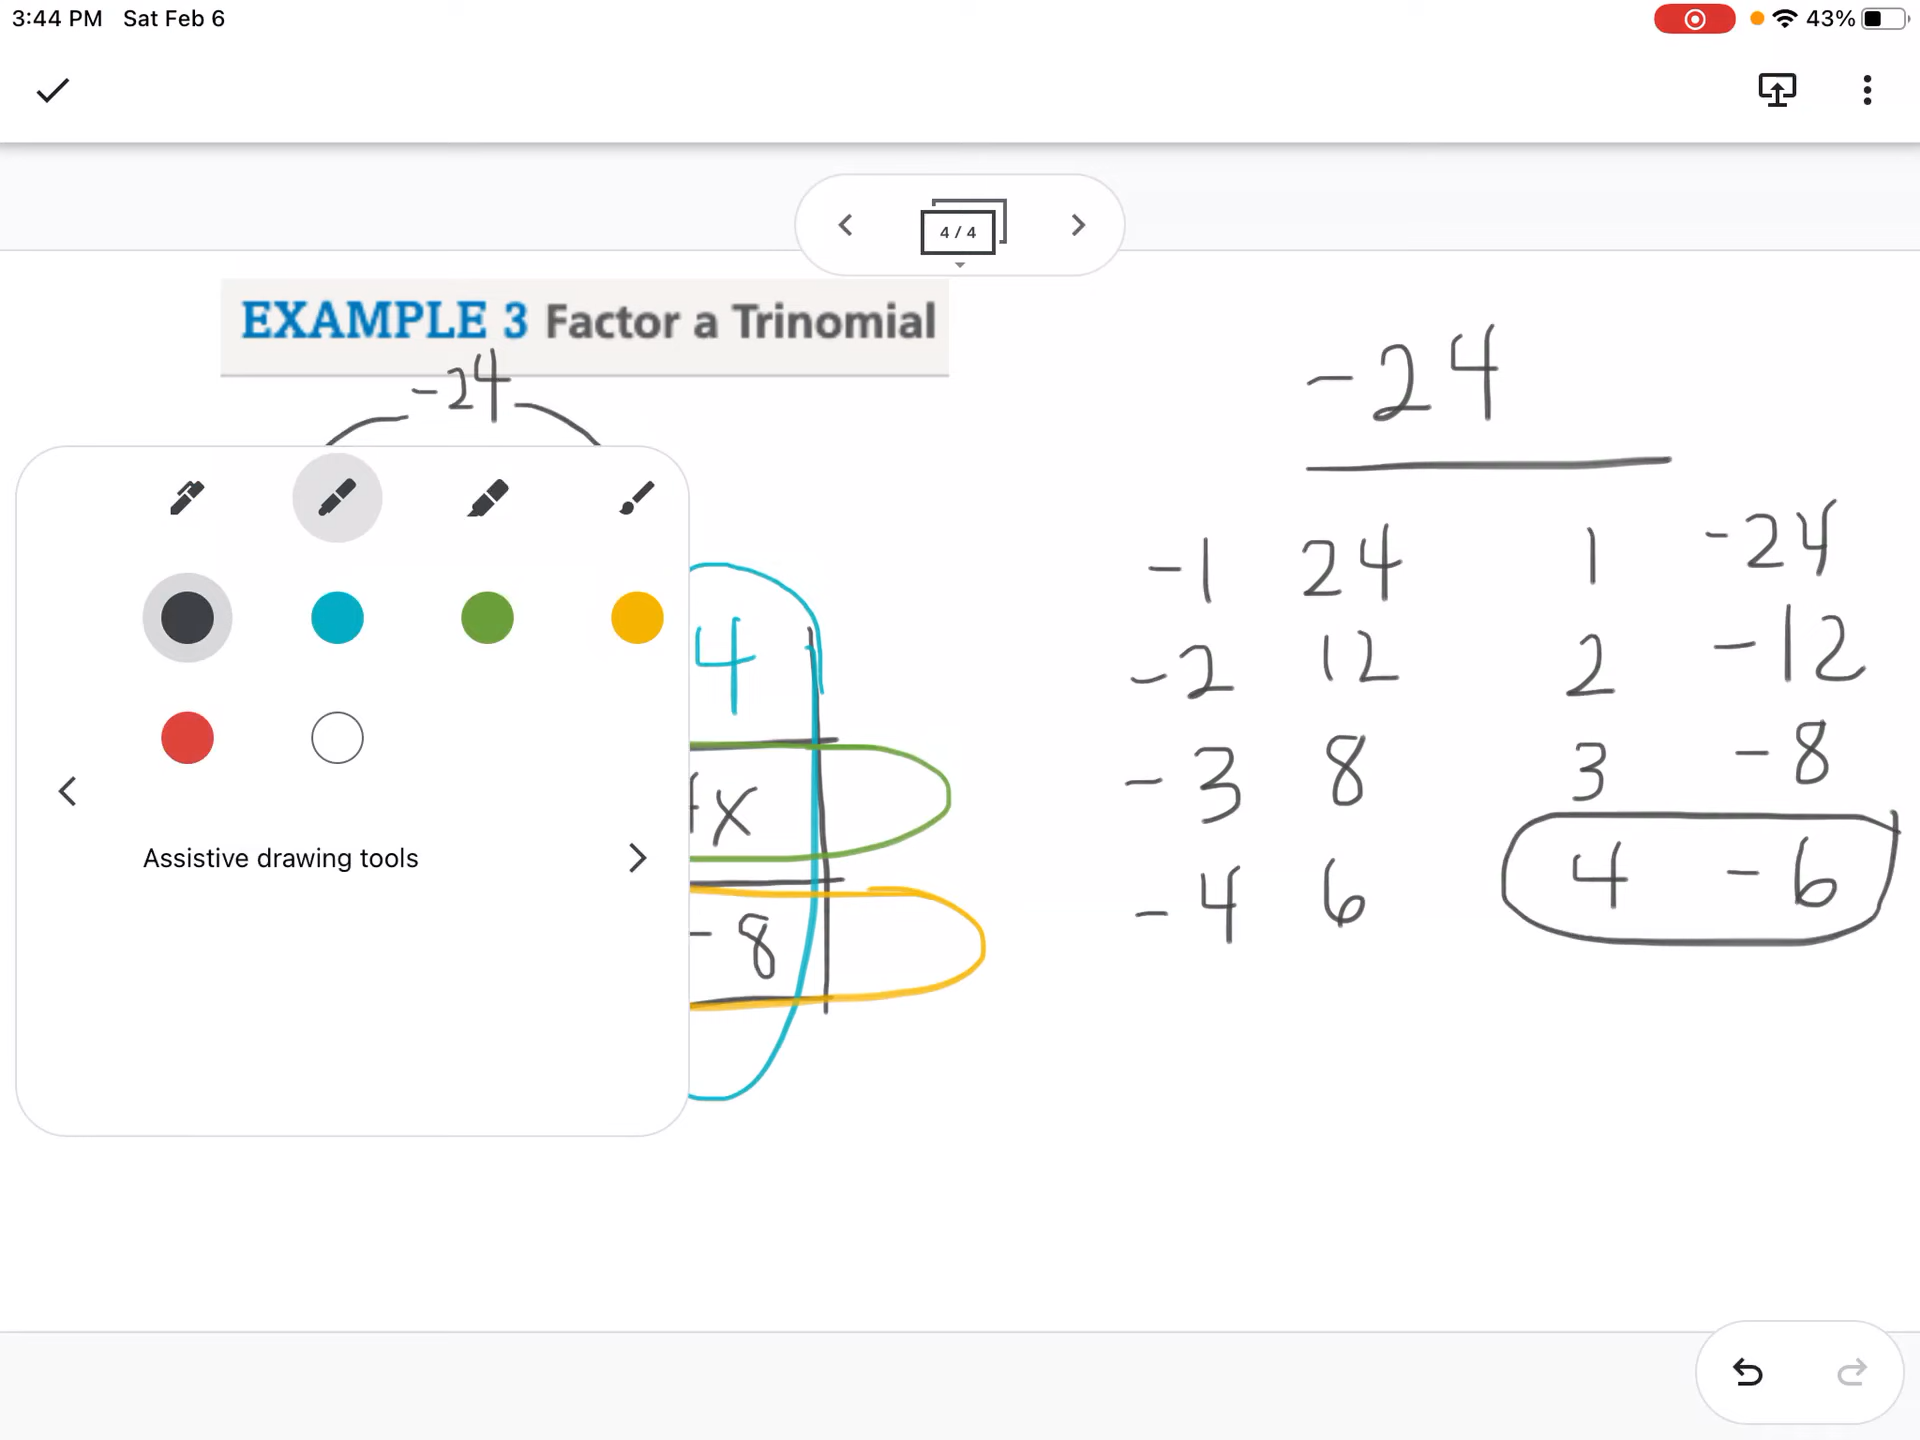 3:44 PM Sat Feb 6
43%
4 / 4
EXAMPLE 3 Factor a Trinomial
-24
-24
-1 24 1 -24
-2 12 2 -12
-3 8 3 -8
-4 6 4 -6
4
x
-8
Assistive drawing tools